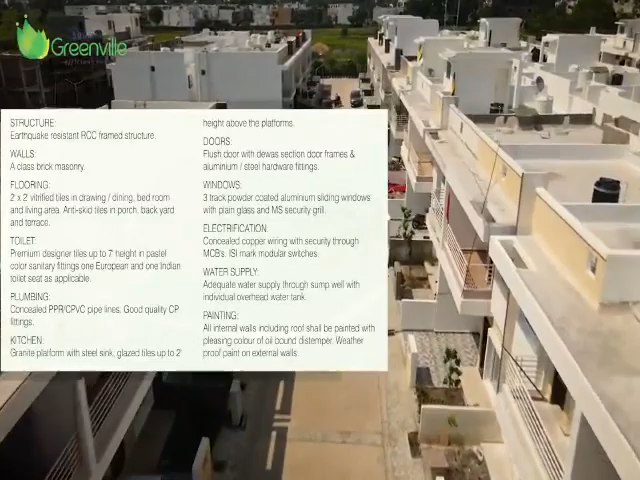 Greenville
STRUCTURE:
Earthquake resistant RCC framed structure.
WALLS:
A class brick masonry.
FLOORING:
2 x 2 vitrified tiles in drawing / dining, bed room
and living area. Anti-skid tiles in porch, back yard
and terrace.
TOILET:
Premium designer tiles up to 7' height in pastel
color sanitary fittings one European and one Indian
toilet seat as applicable.
PLUMBING:
Concealed PPR/CPVC pipe lines. Good quality CP
fittings.
KITCHEN:
Granite platform with steel sink, glazed tiles up to 2'
height above the platforms.
DOORS:
Flush door with dewas section door frames &
aluminium / steel hardware fittings.
WINDOWS:
3 track powder coated aluminium sliding windows
with plain glass and MS security grill.
ELECTRIFICATION:
Concealed copper wiring with security through
MCB's. ISI mark modular switches.
WATER SUPPLY:
Adequate water supply through sump well with
individual overhead water tank.
PAINTING:
All internal walls including roof shall be painted with
pleasing colour of oil bound distemper. Weather
proof paint on external walls